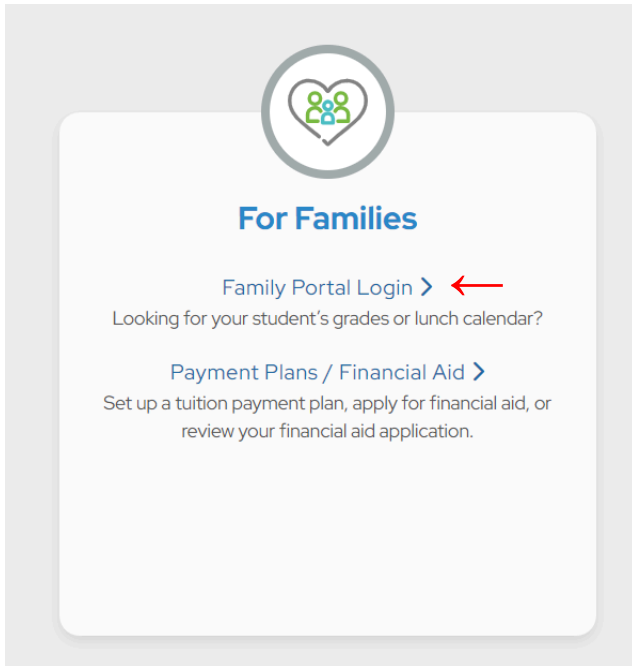 For Families
Family Portal Login >
Looking for your student’s grades or lunch calendar?
Payment Plans / Financial Aid >
Set up a tuition payment plan, apply for financial aid, or
review your financial aid application.